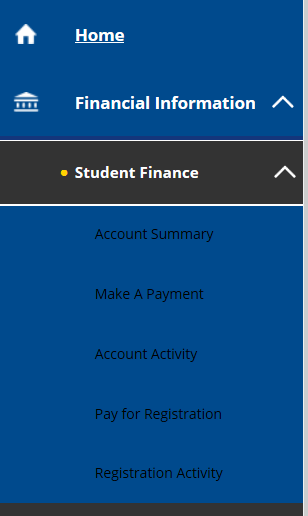 Home
Financial Information
Student Finance
Account Summary
Make A Payment
Account Activity
Pay for Registration
Registration Activity